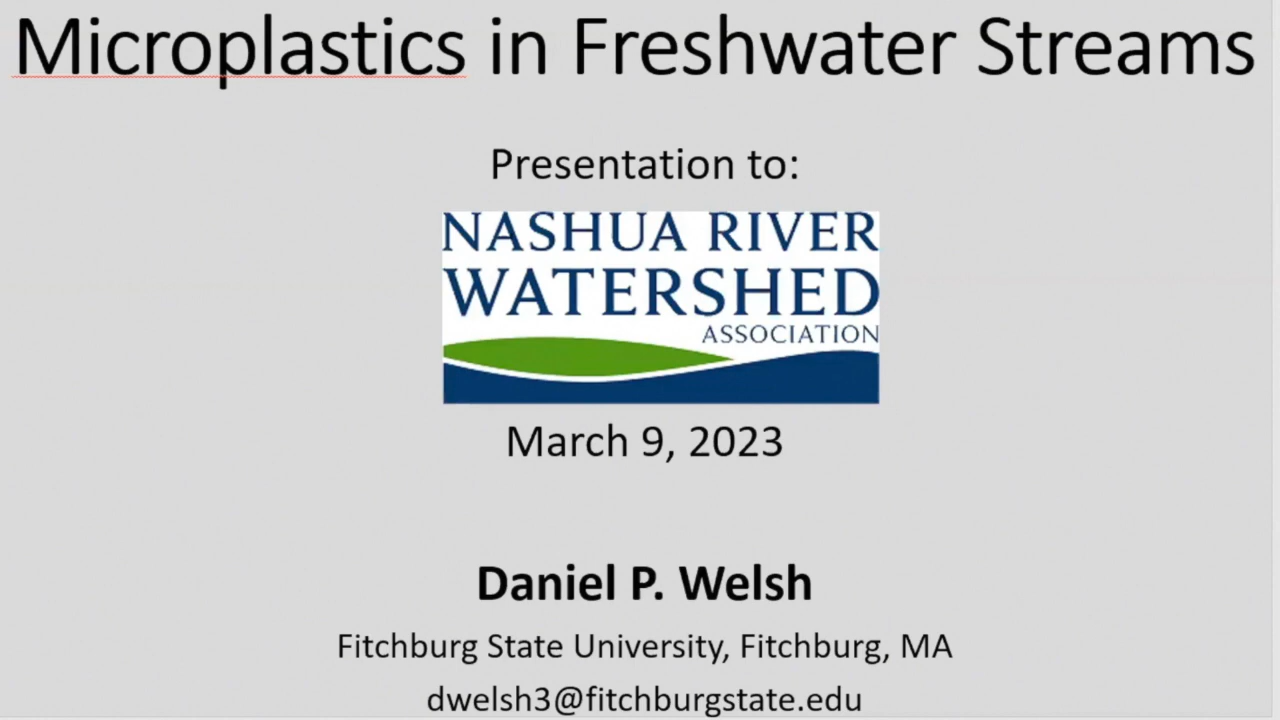 Microplastics in Freshwater Streams
Presentation to:
NASHUA RIVER
WATERSHED
ASSOCIATION
March 9, 2023
Daniel P. Welsh
Fitchburg State University, Fitchburg, MA
dwelsh3@fitchburgstate.edu